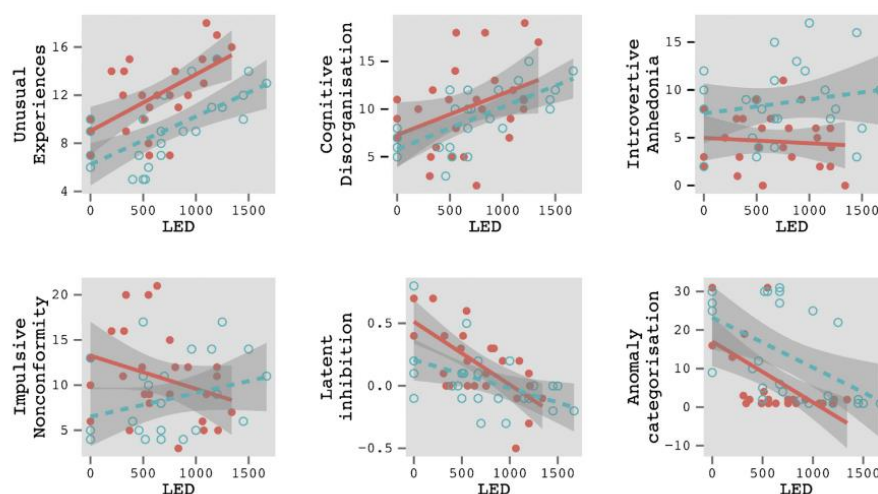 Unusual
Experiences
16
12
8
4
0 500 1000 1500
LED
Cognitive
Disorganisation
15
10
5
0 500 1000 1500
LED
Introvertive
Anhedonia
15
10
5
0
0 500 1000 1500
LED
Impulsive
Nonconformity
20
15
10
5
0 500 1000 1500
LED
Latent
inhibition
0.5
0.0
−0.5
0 500 1000 1500
LED
Anomaly
categorisation
30
20
10
0
−10
0 500 1000 1500
LED